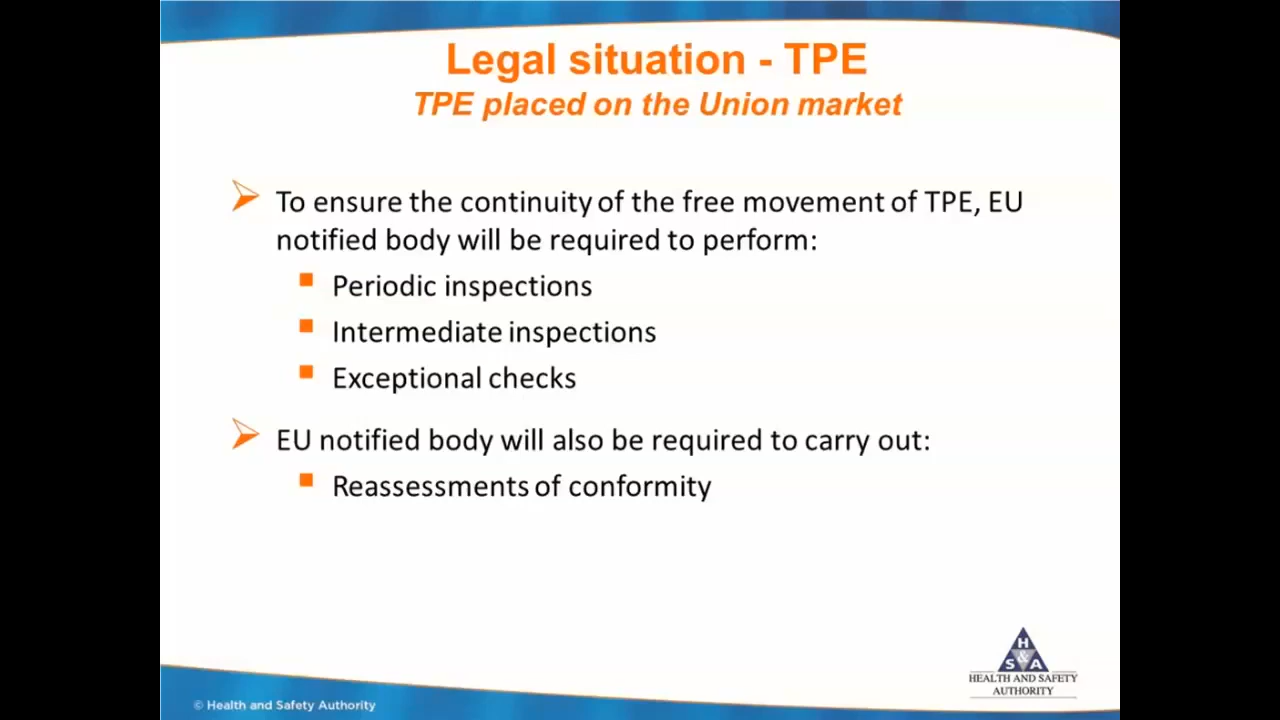 Legal situation - TPE
TPE placed on the Union market
To ensure the continuity of the free movement of TPE, EU
notified body will be required to perform:
Periodic inspections
Intermediate inspections
Exceptional checks
EU notified body will also be required to carry out:
Reassessments of conformity
H
S & A
HEALTH AND SAFETY
AUTHORITY
© Health and Safety Authority